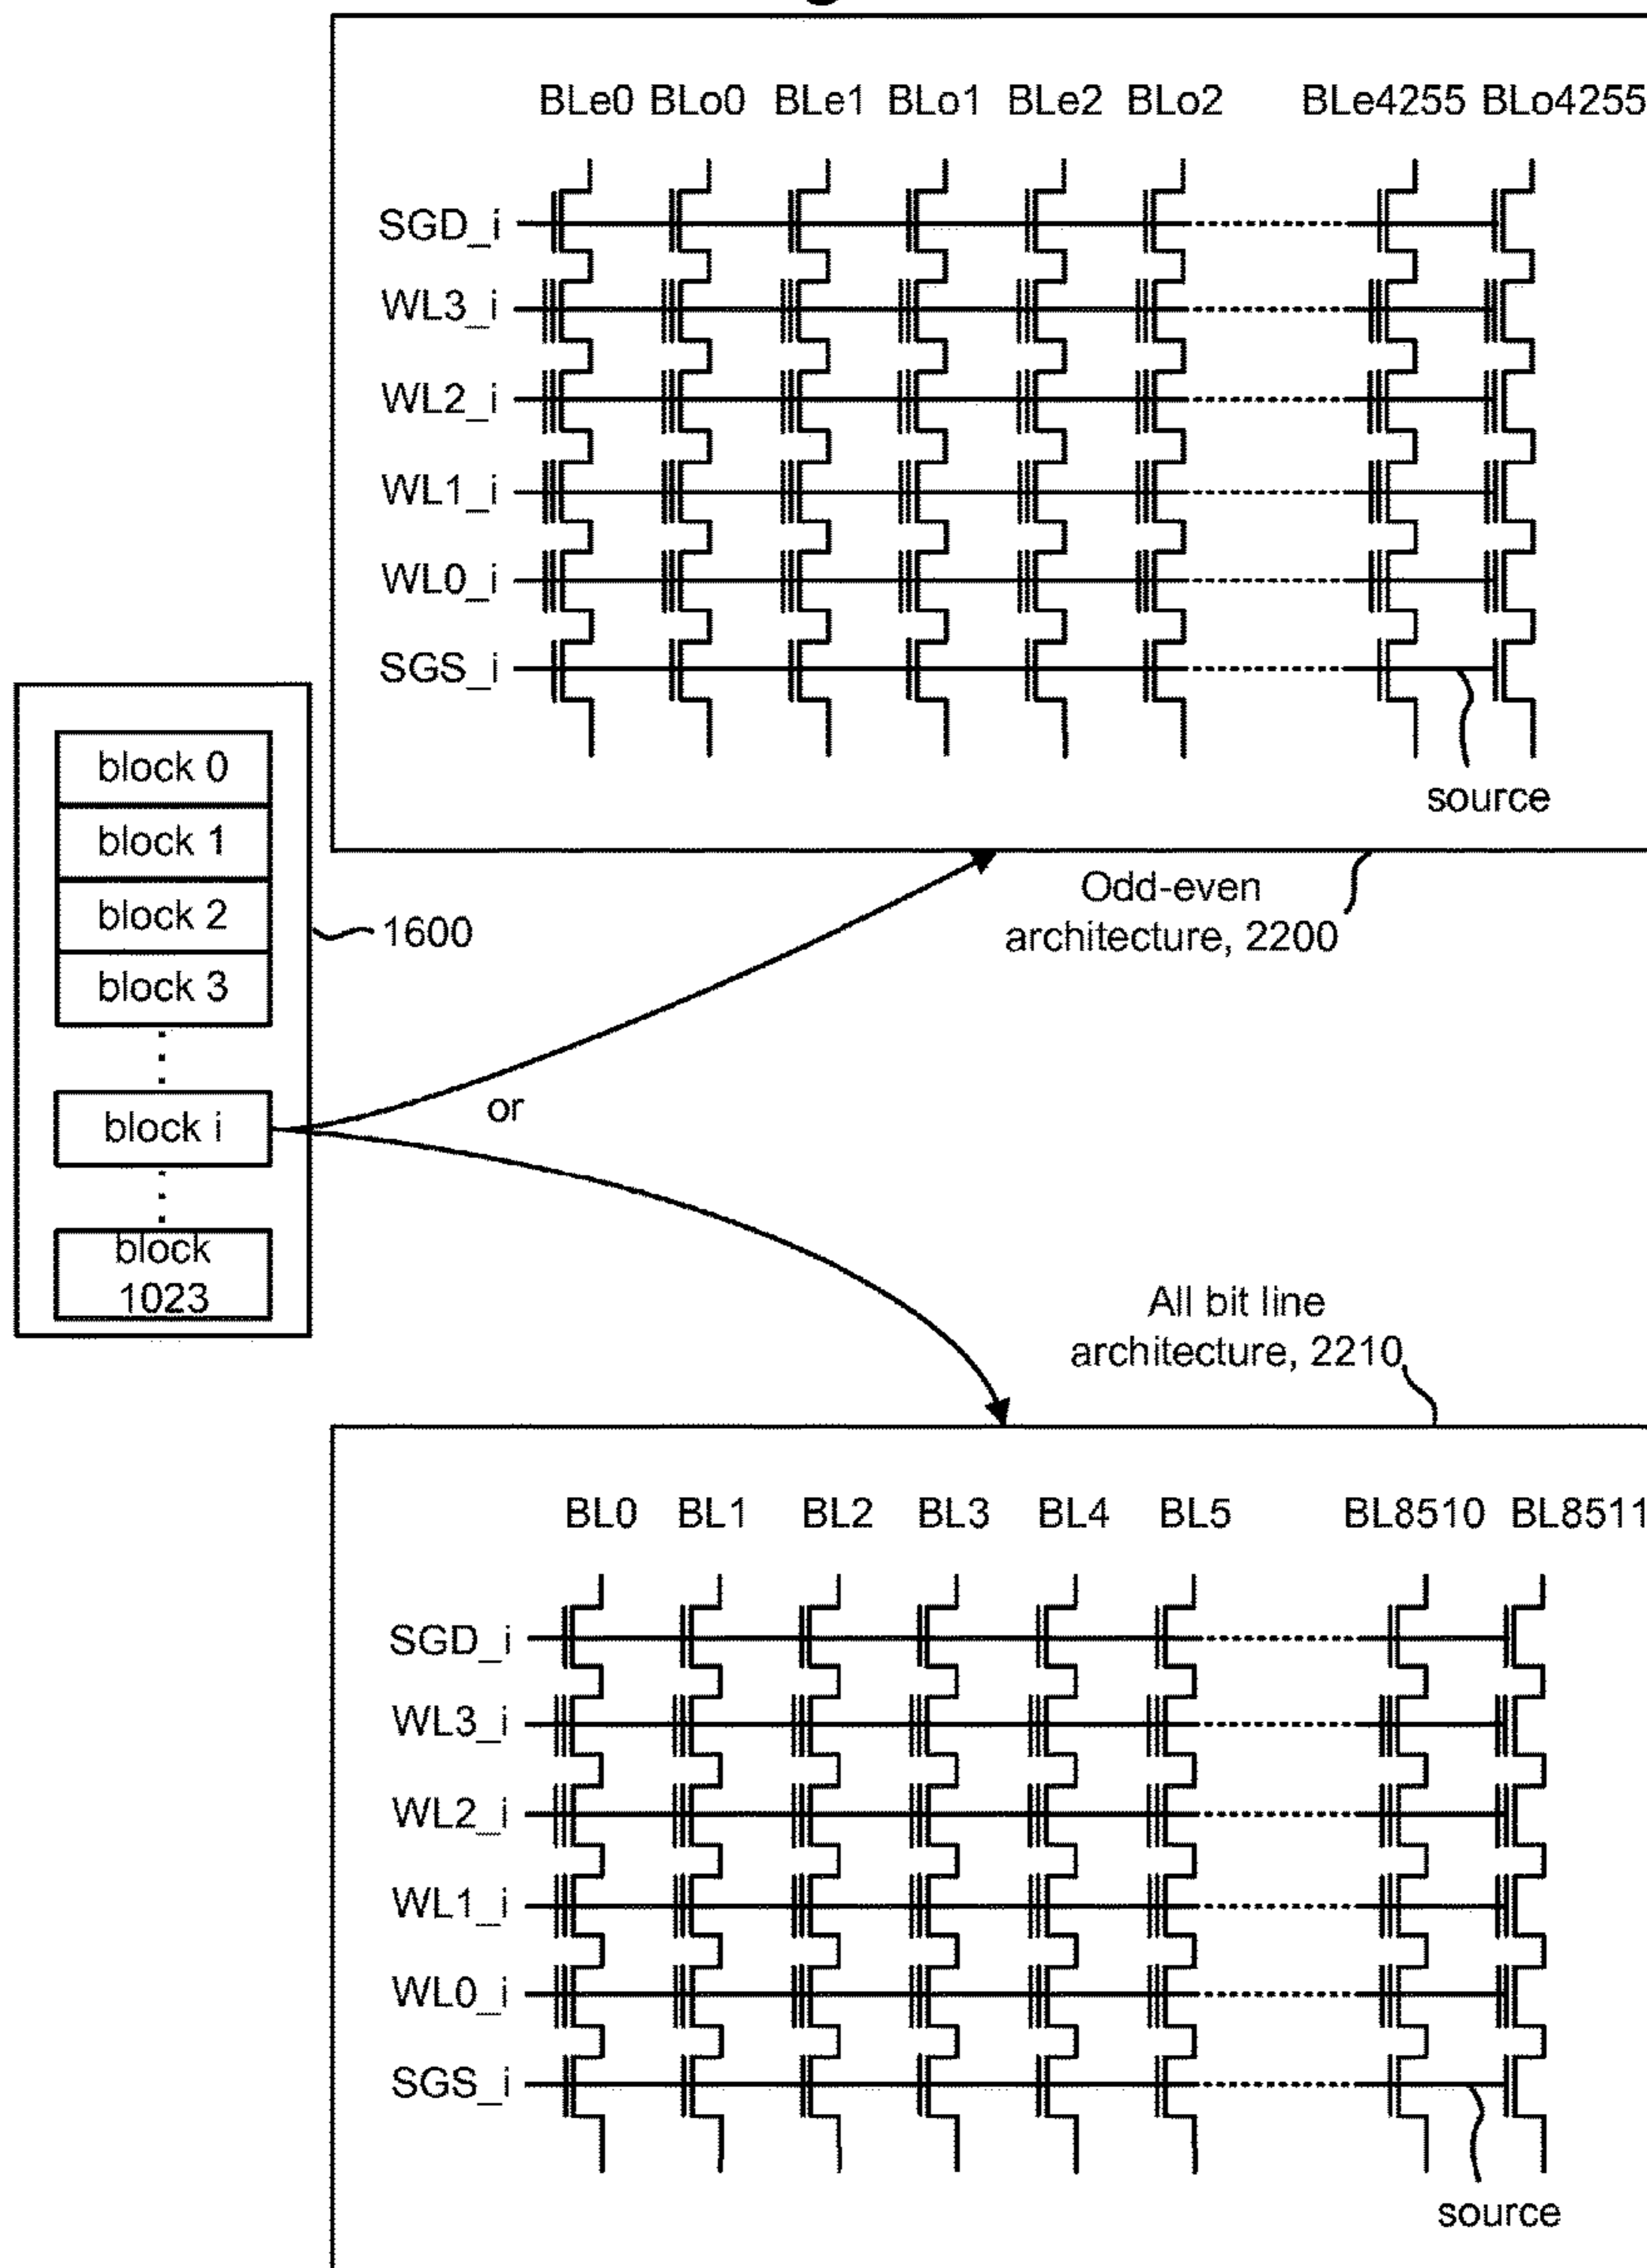 BLe0 BLo0 BLe1 BLo1 BLe2 BLo2 BLe4255 BLo4255
SGD_i
WL3_i
WL2_i
WL1_i
WL0_i
SGS_i
source
block 0
block 1
block 2
block 3
block i
block
1023
1600
Odd-even
architecture, 2200
or
All bit line
architecture, 2210
BL0 BL1 BL2 BL3 BL4 BL5 BL8510 BL8511
SGD_i
WL3_i
WL2_i
WL1_i
WL0_i
SGS_i
source